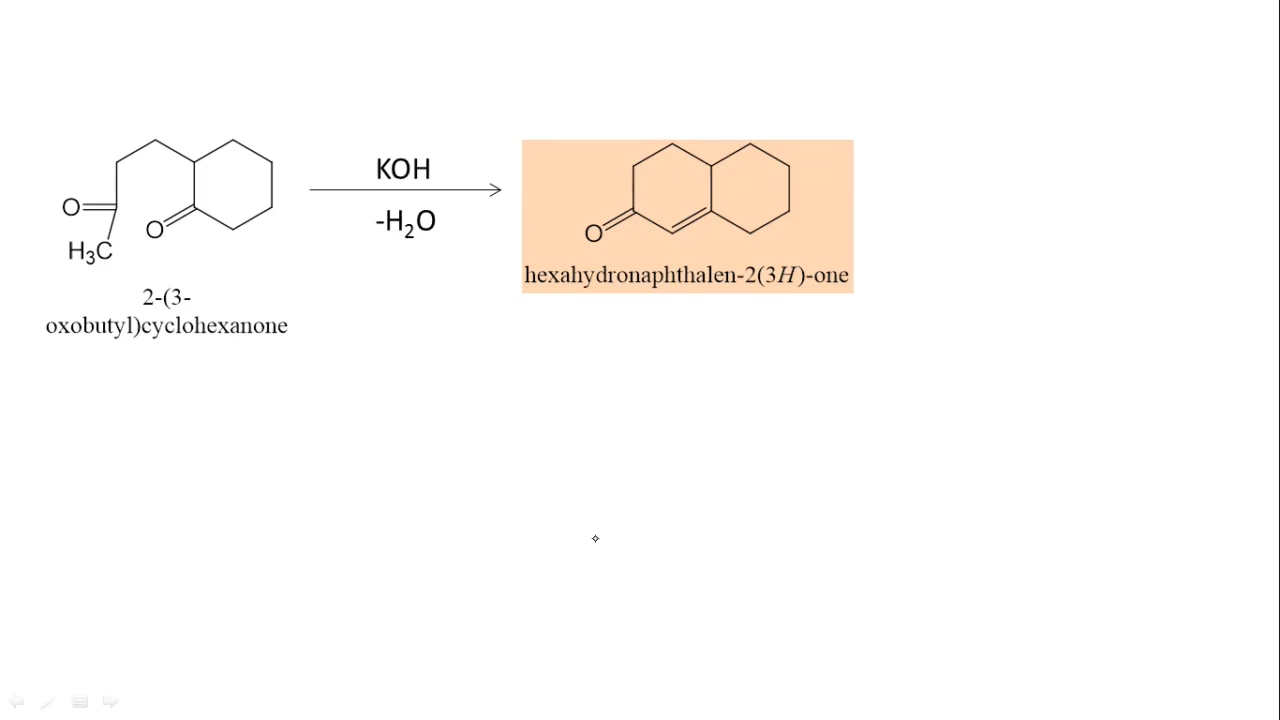 KOH
-H₂O
O
O
H₃C
O
2-(3-
oxobutyl)cyclohexanone
hexahydronaphthalen-2(3H)-one